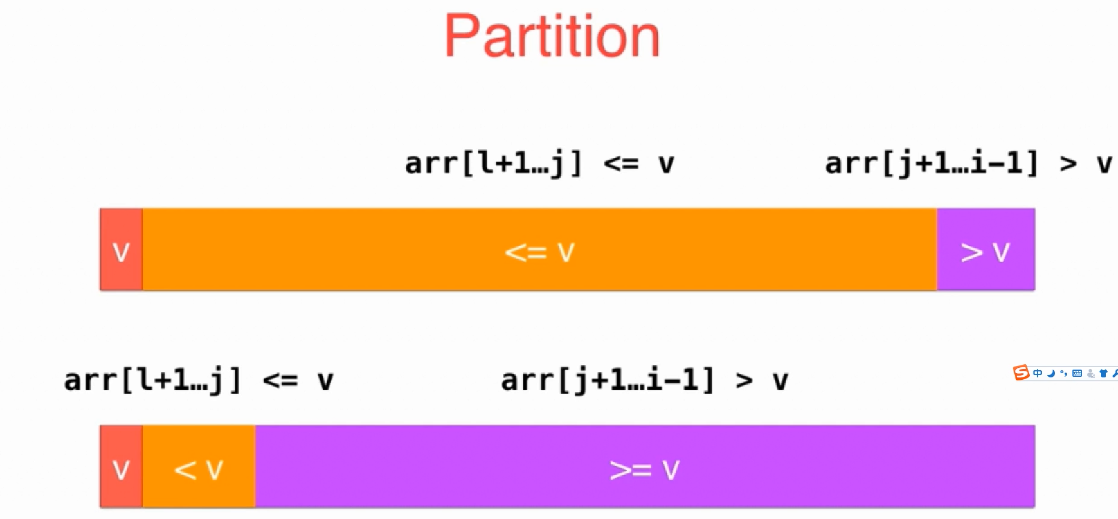 Partition
arr[l+1…j] <= v arr[j+1…i-1] > v
v <= v > v
arr[l+1…j] <= v arr[j+1…i-1] > v
S 中
v < v >= v